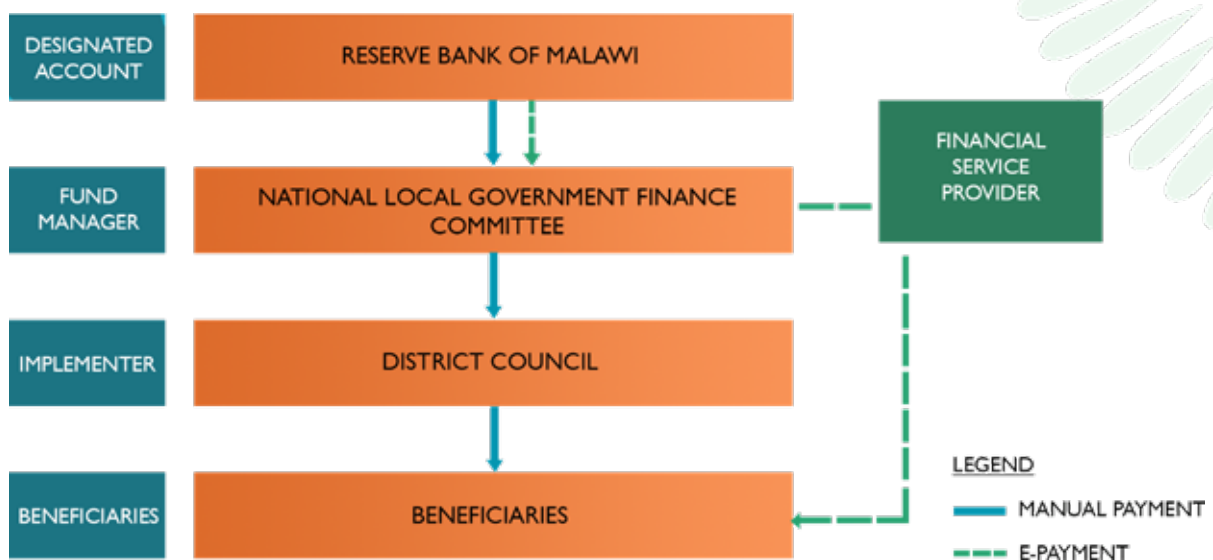 DESIGNATED
ACCOUNT
RESERVE BANK OF MALAWI
FINANCIAL
SERVICE
PROVIDER
FUND
MANAGER
NATIONAL LOCAL GOVERNMENT FINANCE
COMMITTEE
IMPLEMENTER
DISTRICT COUNCIL
BENEFICIARIES
BENEFICIARIES
LEGEND
MANUAL PAYMENT
E-PAYMENT